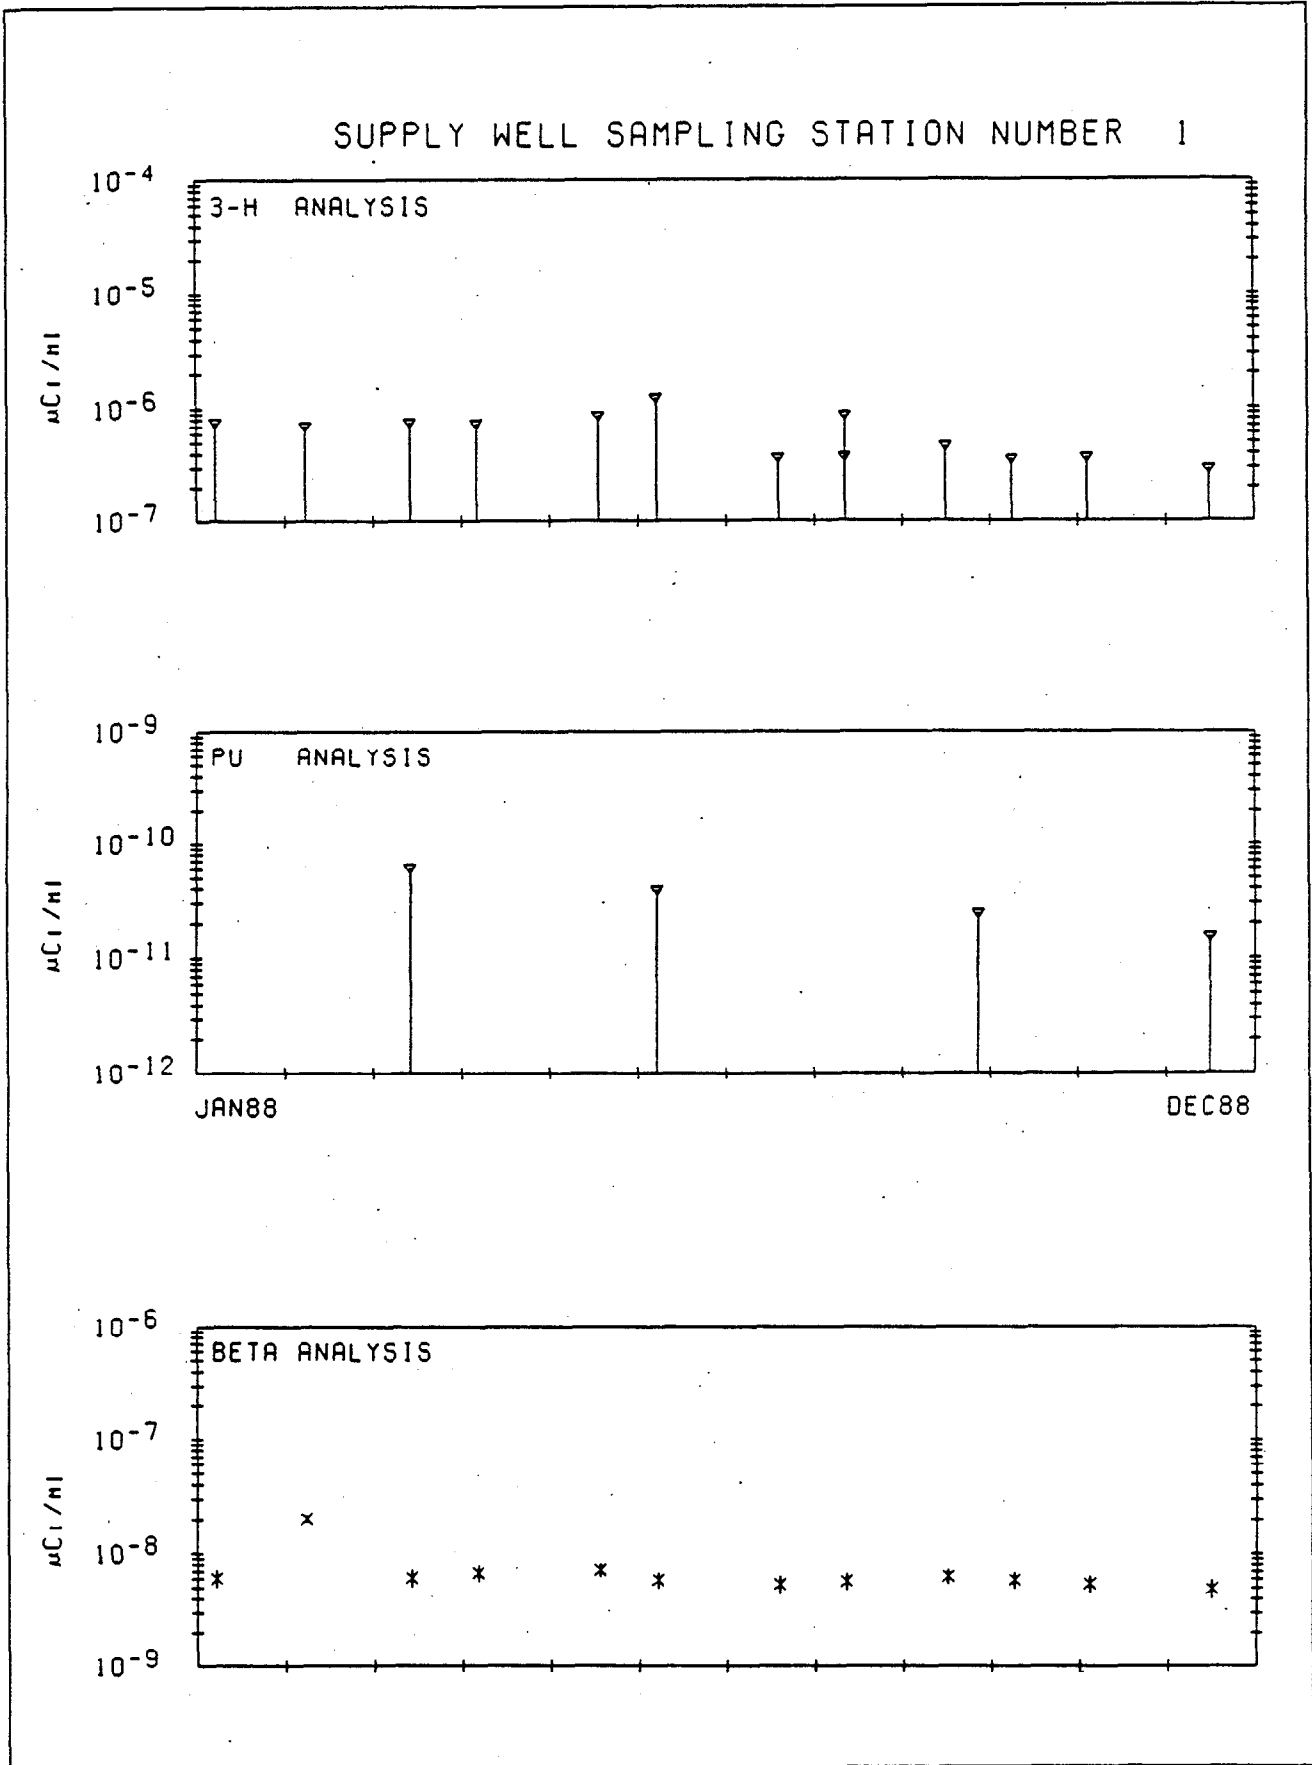 SUPPLY WELL SAMPLING STATION NUMBER 1
10-4
3-H ANALYSIS
10-5
µCi/ml
10-6
10-7
10-9
PU ANALYSIS
10-10
µCi/ml
10-11
10-12
JAN88 DEC88
10-6
BETA ANALYSIS
10-7
µCi/ml
10-8
10-9